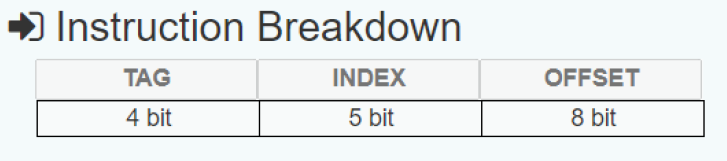 Instruction Breakdown
TAG INDEX OFFSET
4 bit 5 bit 8 bit